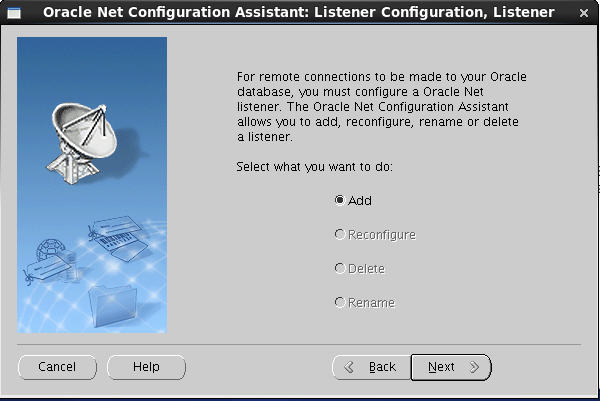 Oracle Net Configuration Assistant: Listener Configuration, Listener
For remote connections to be made to your Oracle
database, you must configure a Oracle Net
listener. The Oracle Net Configuration Assistant
allows you to add, reconfigure, rename or delete
a listener.
Select what you want to do:
Add
Reconfigure
Delete
Rename
Cancel
Help
Back
Next